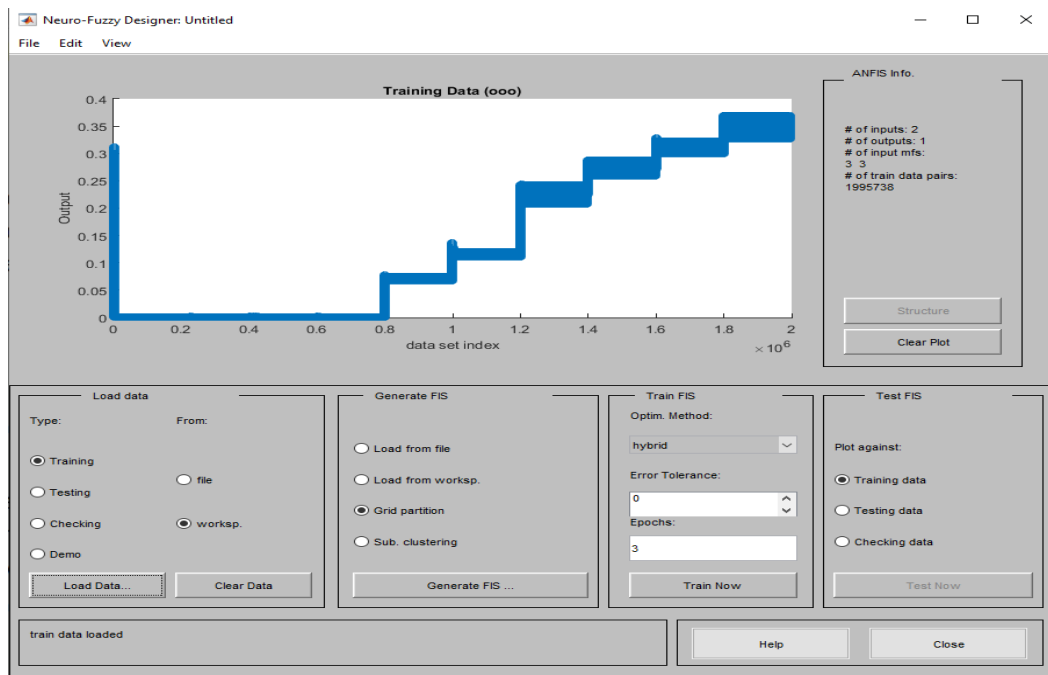 Neuro-Fuzzy Designer: Untitled
File Edit View
Training Data (ooo)
0.4
0.35
0.3
0.25
0.2
0.15
0.1
0.05
0
Output
0 0.2 0.4 0.6 0.8 1 1.2 1.4 1.6 1.8 2
data set index
× 10⁶
ANFIS Info.
# of inputs: 2
# of outputs: 1
# of input mfs:
3 3
# of train data pairs:
1995738
Structure
Clear Plot
Load data
Type: From:
Training
Testing
Checking
Demo
file
worksp.
Load Data...
Clear Data
Generate FIS
Load from file
Load from worksp.
Grid partition
Sub. clustering
Generate FIS ...
Train FIS
Optim. Method:
hybrid
Error Tolerance:
0
Epochs:
3
Train Now
Test FIS
Plot against:
Training data
Testing data
Checking data
Test Now
train data loaded
Help
Close